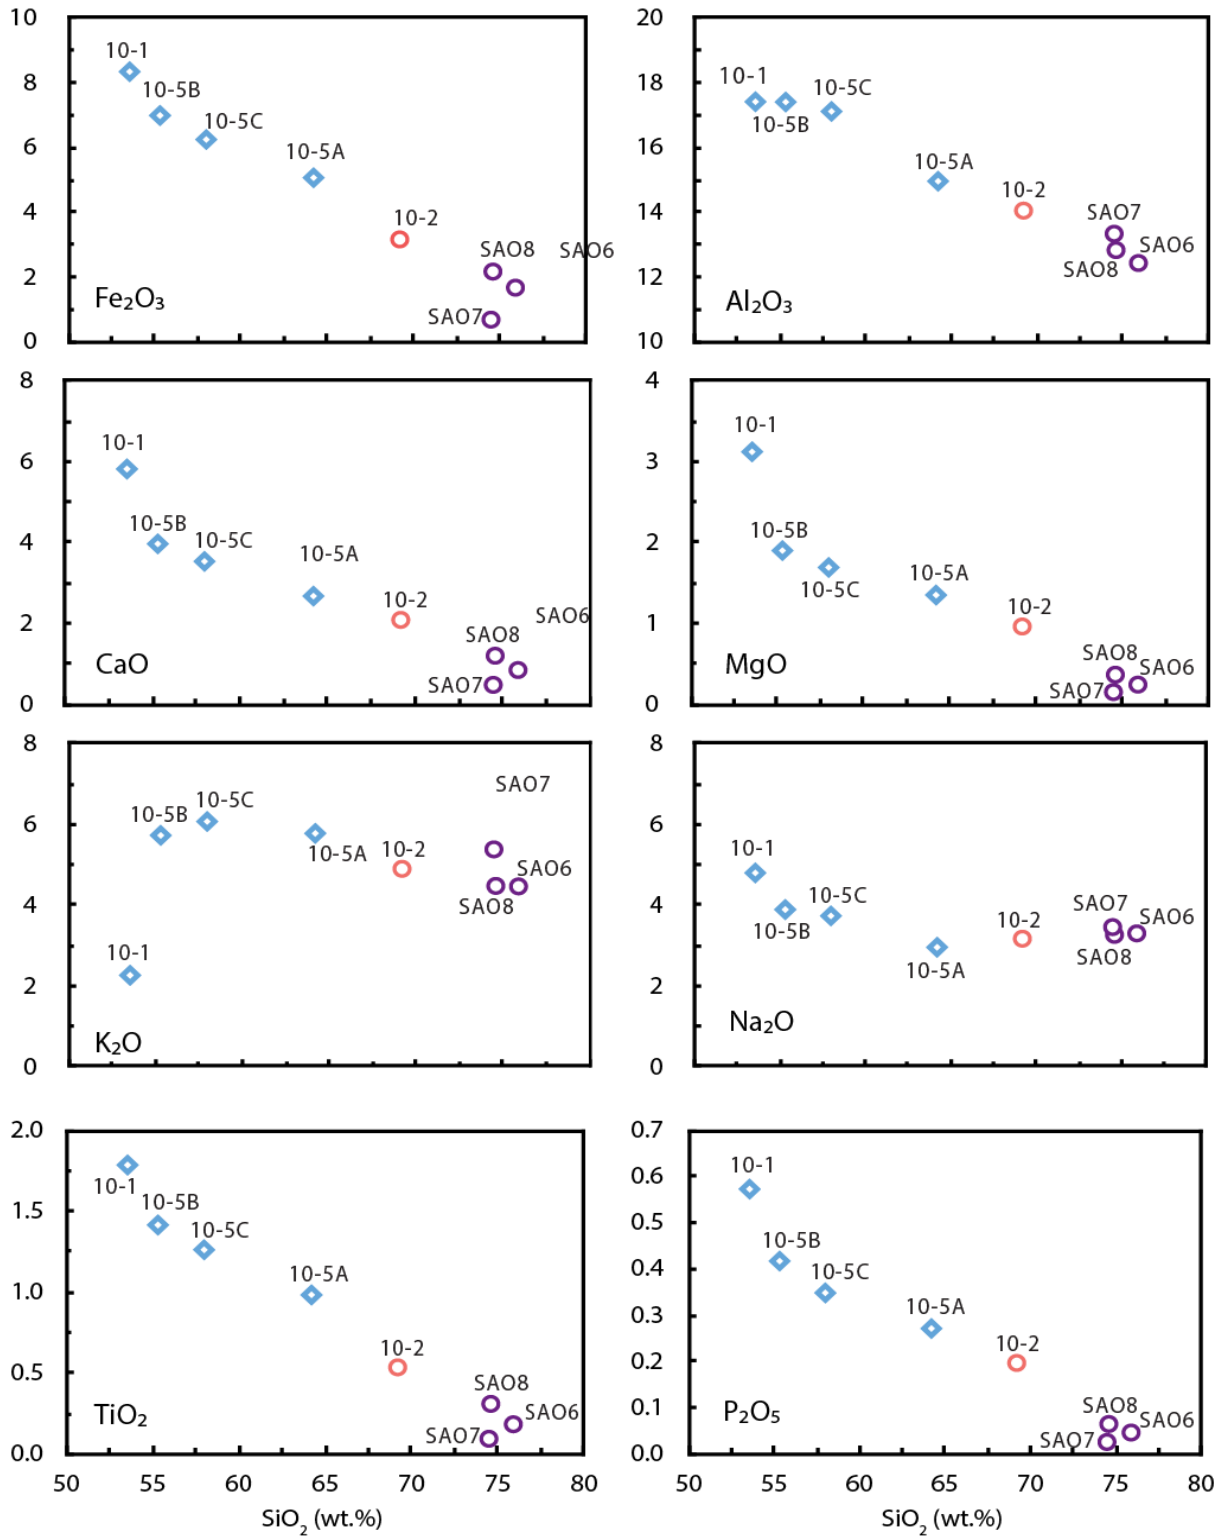 10
8
6
4
2
0
10-1
10-5B
10-5C
10-5A
10-2
SAO8
SAO6
SAO7
Fe₂O₃
20
18
16
14
12
10
10-1
10-5C
10-5B
10-5A
10-2
SAO7
SAO6
SAO8
Al₂O₃
8
6
4
2
0
10-1
10-5B
10-5C
10-5A
10-2
SAO6
SAO8
SAO7
CaO
4
3
2
1
0
10-1
10-5B
10-5C
10-5A
10-2
SAO8
SAO6
SAO7
MgO
8
6
4
2
0
SAO7
10-5C
10-5B
10-5A
10-2
SAO6
SAO8
10-1
K₂O
8
6
4
2
0
10-1
10-5C
10-5B
10-5A
10-2
SAO7
SAO6
SAO8
Na₂O
2.0
1.5
1.0
0.5
0.0
10-1
10-5B
10-5C
10-5A
10-2
SAO8
SAO6
SAO7
TiO₂
50 55 60 65 70 75 80
SiO₂ (wt.%)
0.7
0.6
0.5
0.4
0.3
0.2
0.1
0.0
10-1
10-5B
10-5C
10-5A
10-2
SAO8
SAO6
SAO7
P₂O₅
50 55 60 65 70 75 80
SiO₂ (wt.%)